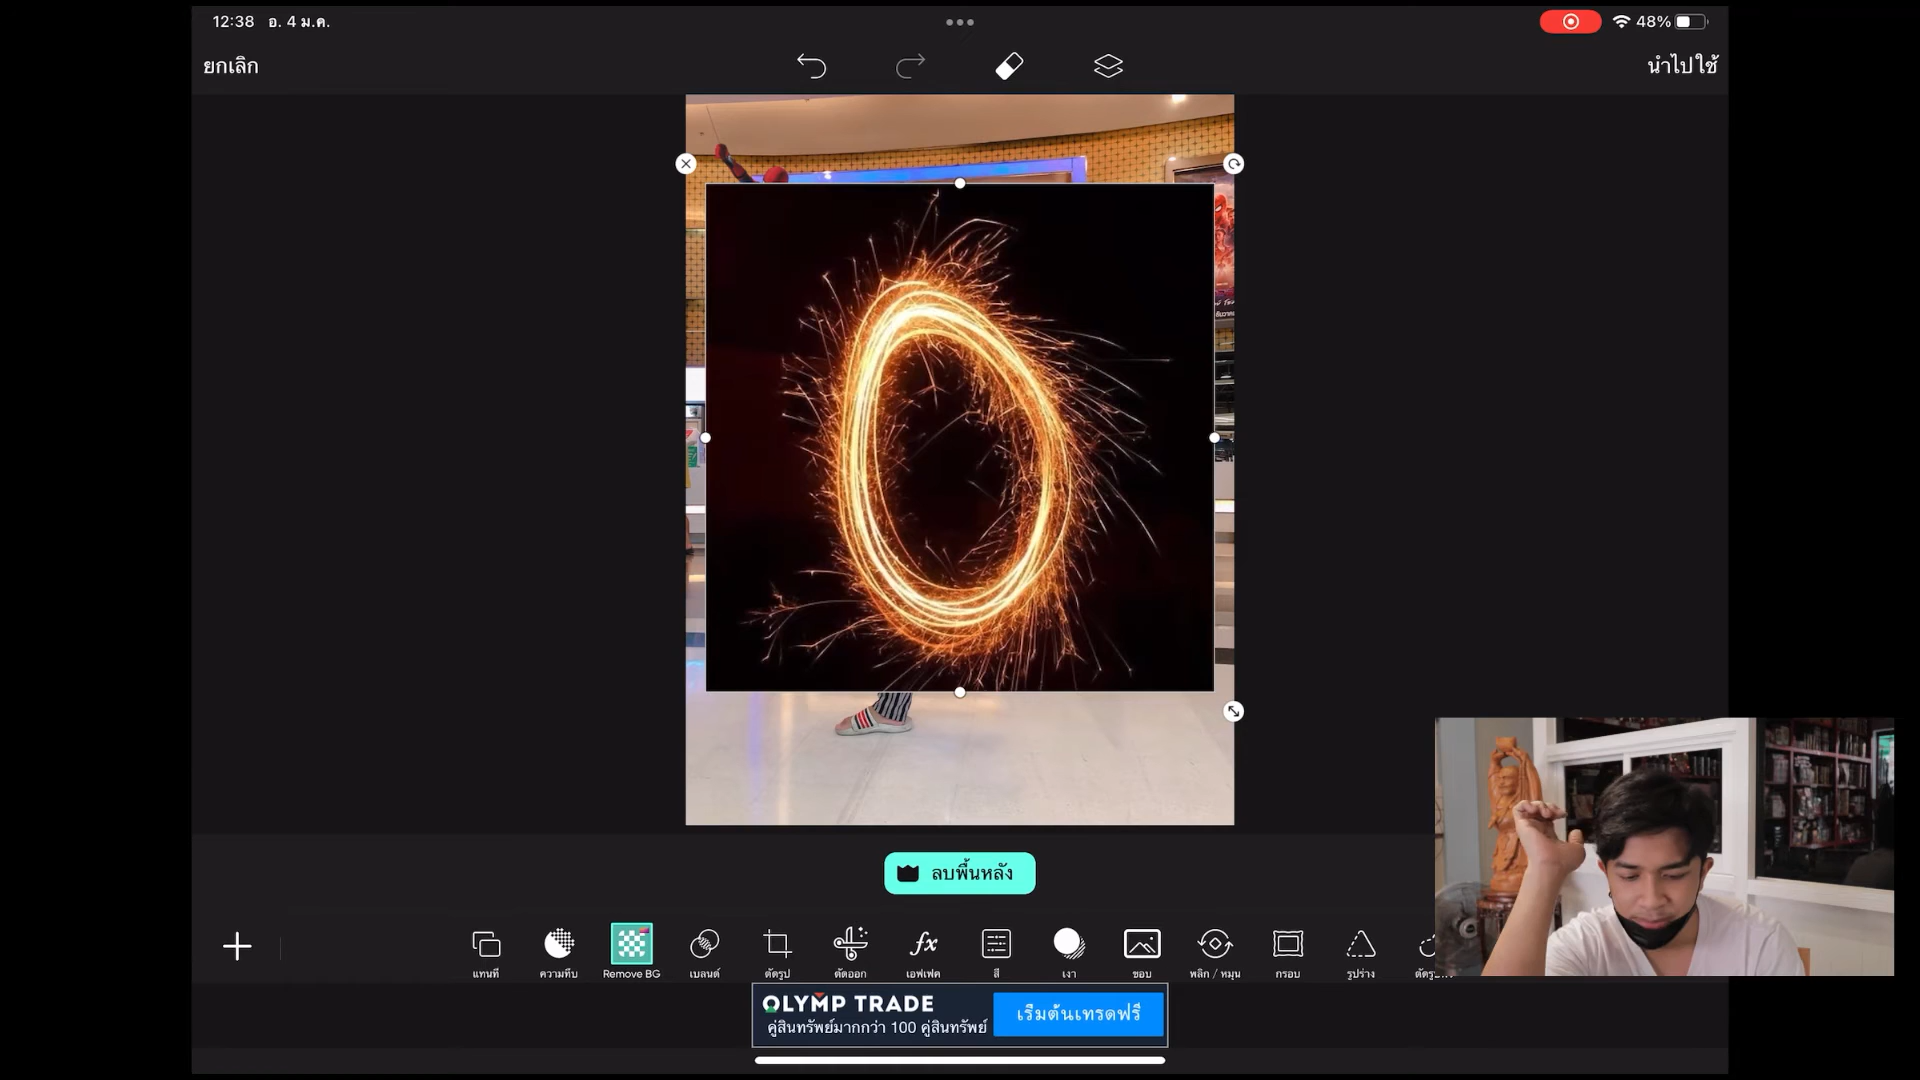 12:38 อ. 4 ม.ค.
48%
ยกเลิก
นำไปใช้
ลบพื้นหลัง
แทนที่
ความทึบ
Remove BG
เบลนด์
ตัดรูป
ตัดออก
เอฟเฟค
สี
เงา
ขอบ
พลิก / หมุน
กรอบ
รูปร่าง
OLYMP TRADE
คู่สินทรัพย์มากกว่า 100 คู่สินทรัพย์
เริ่มต้นเทรดฟรี